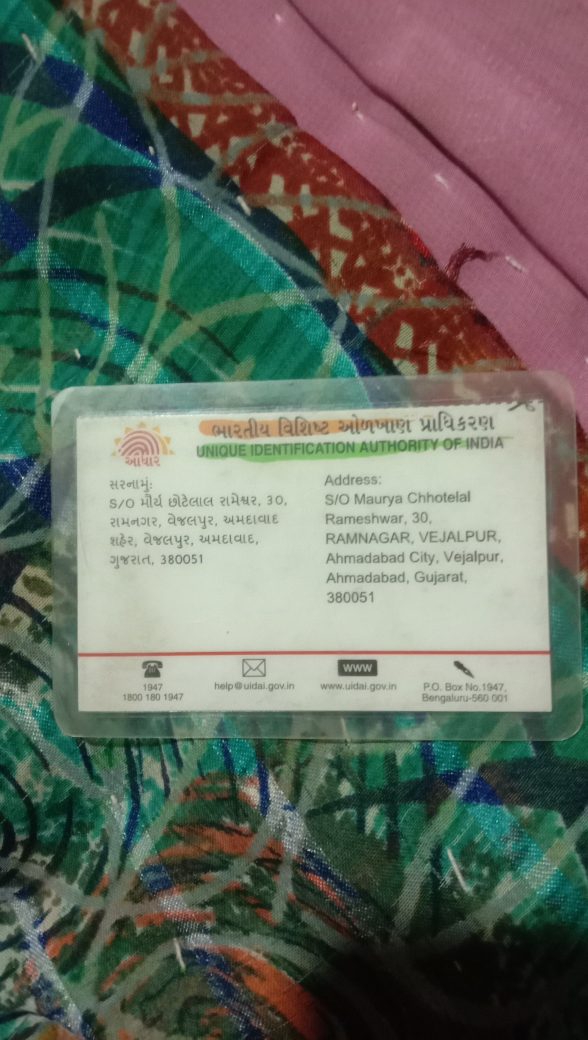 ભારતીય વિશિષ્ટ ઓળખાણ પ્રાધિકરણ
UNIQUE IDENTIFICATION AUTHORITY OF INDIA
આધાર
સરનામું:
S/O મૌર્ય છોટેલાલ રામેશ્વર, 30,
રામનગર, વેજલપુર, અમદાવાદ
શહેર, વેજલપુર, અમદાવાદ,
ગુજરાત, 380051
Address:
S/O Maurya Chhotelal
Rameshwar, 30,
RAMNAGAR, VEJALPUR,
Ahmadabad City, Vejalpur,
Ahmadabad, Gujarat,
380051
1947
1800 180 1947
help@uidai.gov.in
WWW
www.uidai.gov.in
P.O. Box No.1947,
Bengaluru-560 001